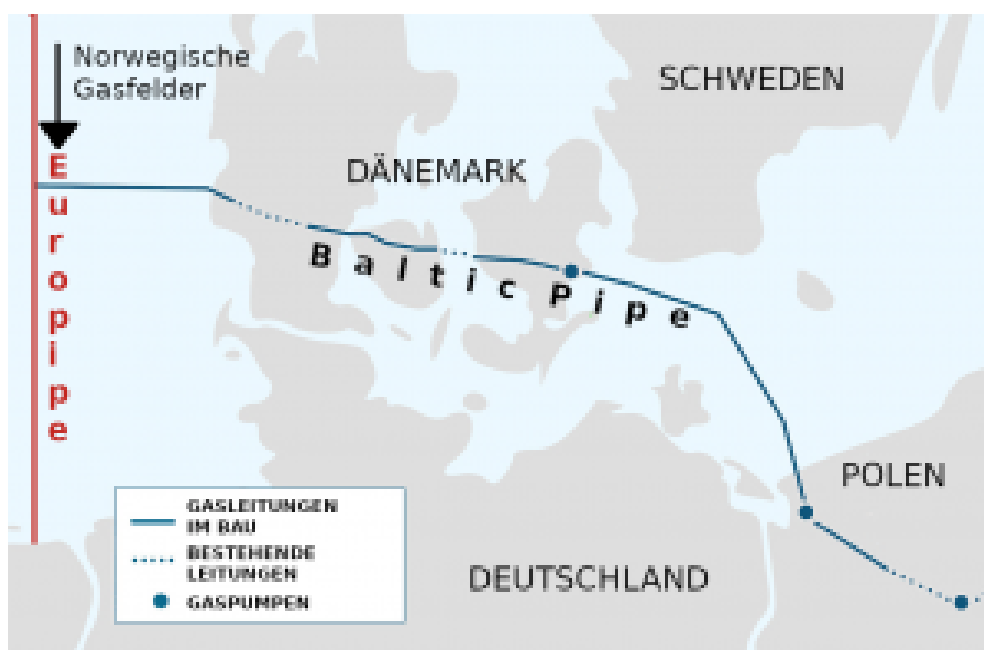 Norwegische
Gasfelder
SCHWEDEN
DÄNEMARK
Europipe
Baltic Pipe
POLEN
DEUTSCHLAND
GASLEITUNGEN
IM BAU
BESTEHENDE
LEITUNGEN
GASPUMPEN